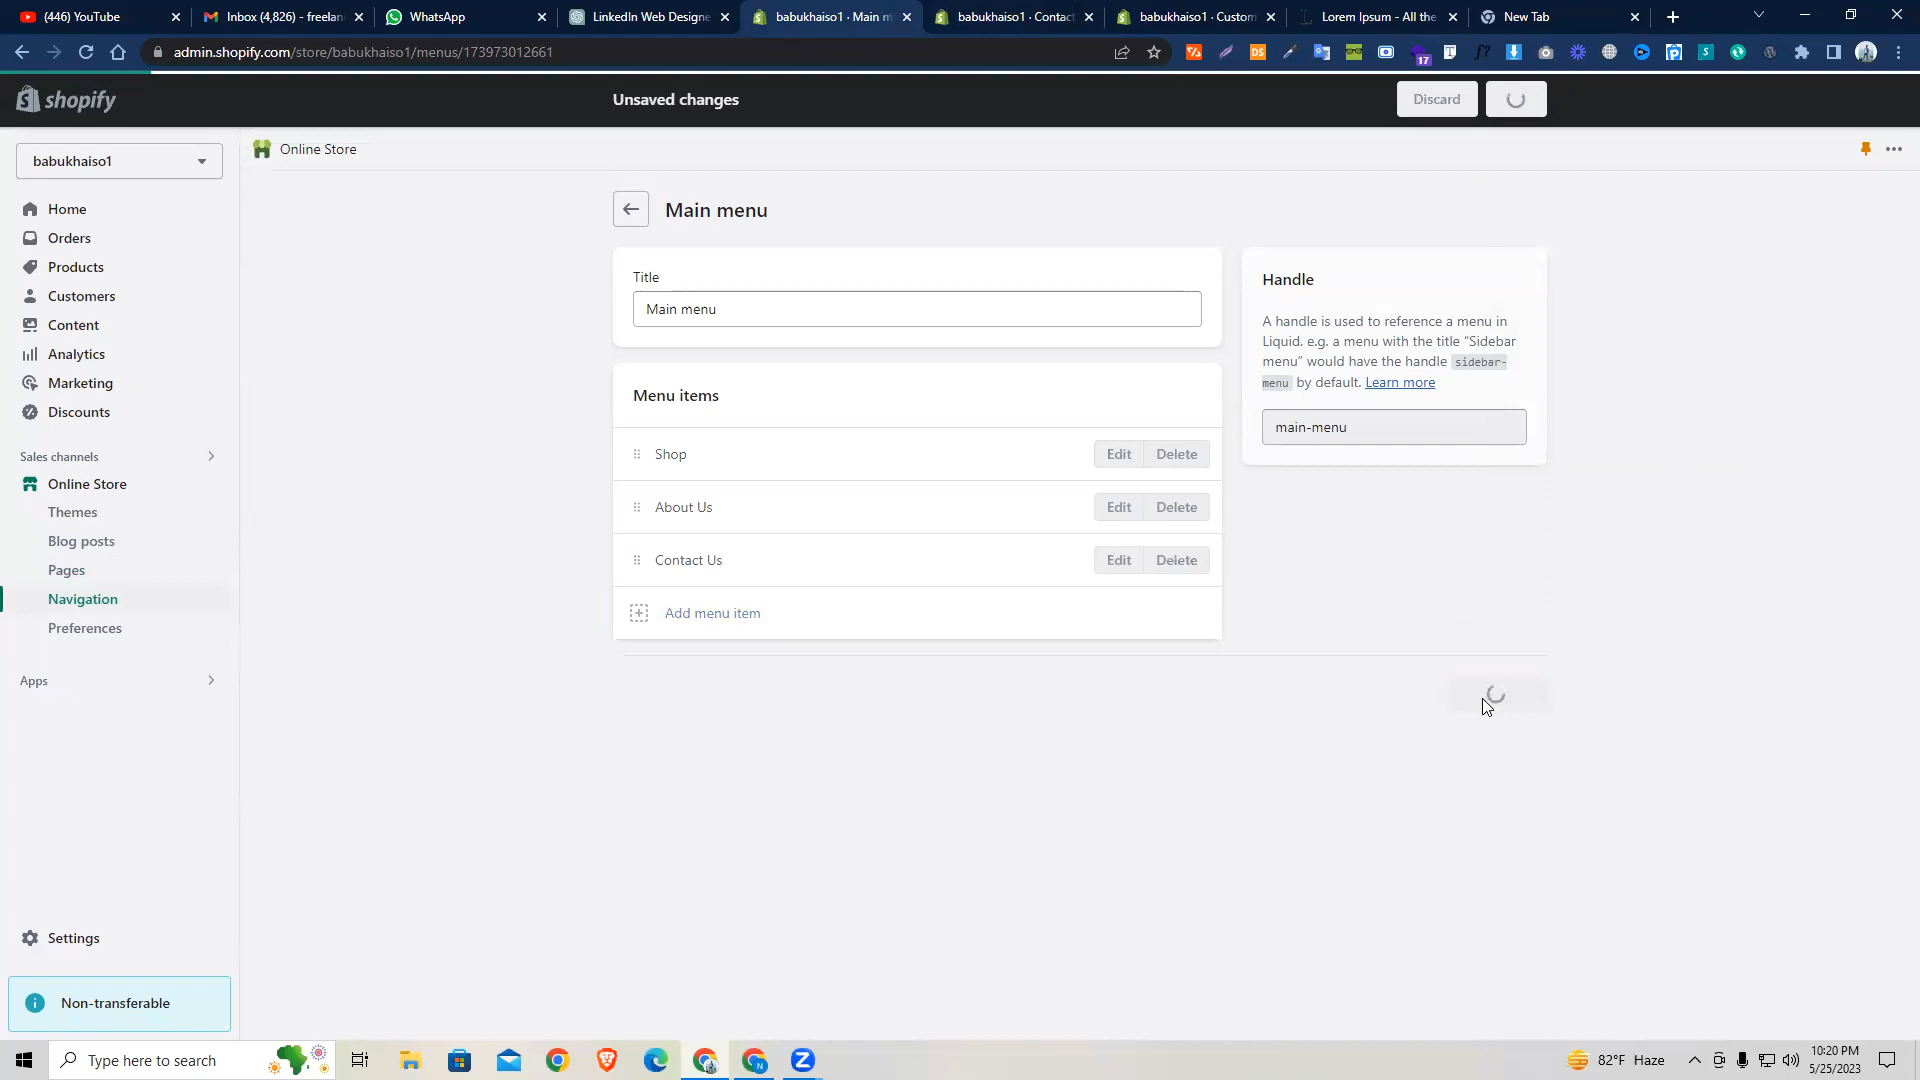 (446) YouTube
Inbox (4,826) - freelan
WhatsApp
LinkedIn Web Designe
babukhaiso1 · Main m
babukhaiso1 · Contact
babukhaiso1 · Custom
Lorem Ipsum - All the
New Tab
admin.shopify.com/store/babukhaiso1/menus/173973012661
17
shopify
Unsaved changes
Discard
babukhaiso1
Online Store
Home
Orders
Products
Customers
Content
Analytics
Marketing
Discounts
Sales channels
Online Store
Themes
Blog posts
Pages
Navigation
Preferences
Apps
Settings
Non-transferable
Main menu
Title
Main menu
Menu items
Shop
Edit
Delete
About Us
Edit
Delete
Contact Us
Edit
Delete
Add menu item
Handle
A handle is used to reference a menu in
Liquid. e.g. a menu with the title “Sidebar
menu” would have the handle sidebar-
menu by default. Learn more
main-menu
Type here to search
82°F Haze
10:20 PM
5/25/2023